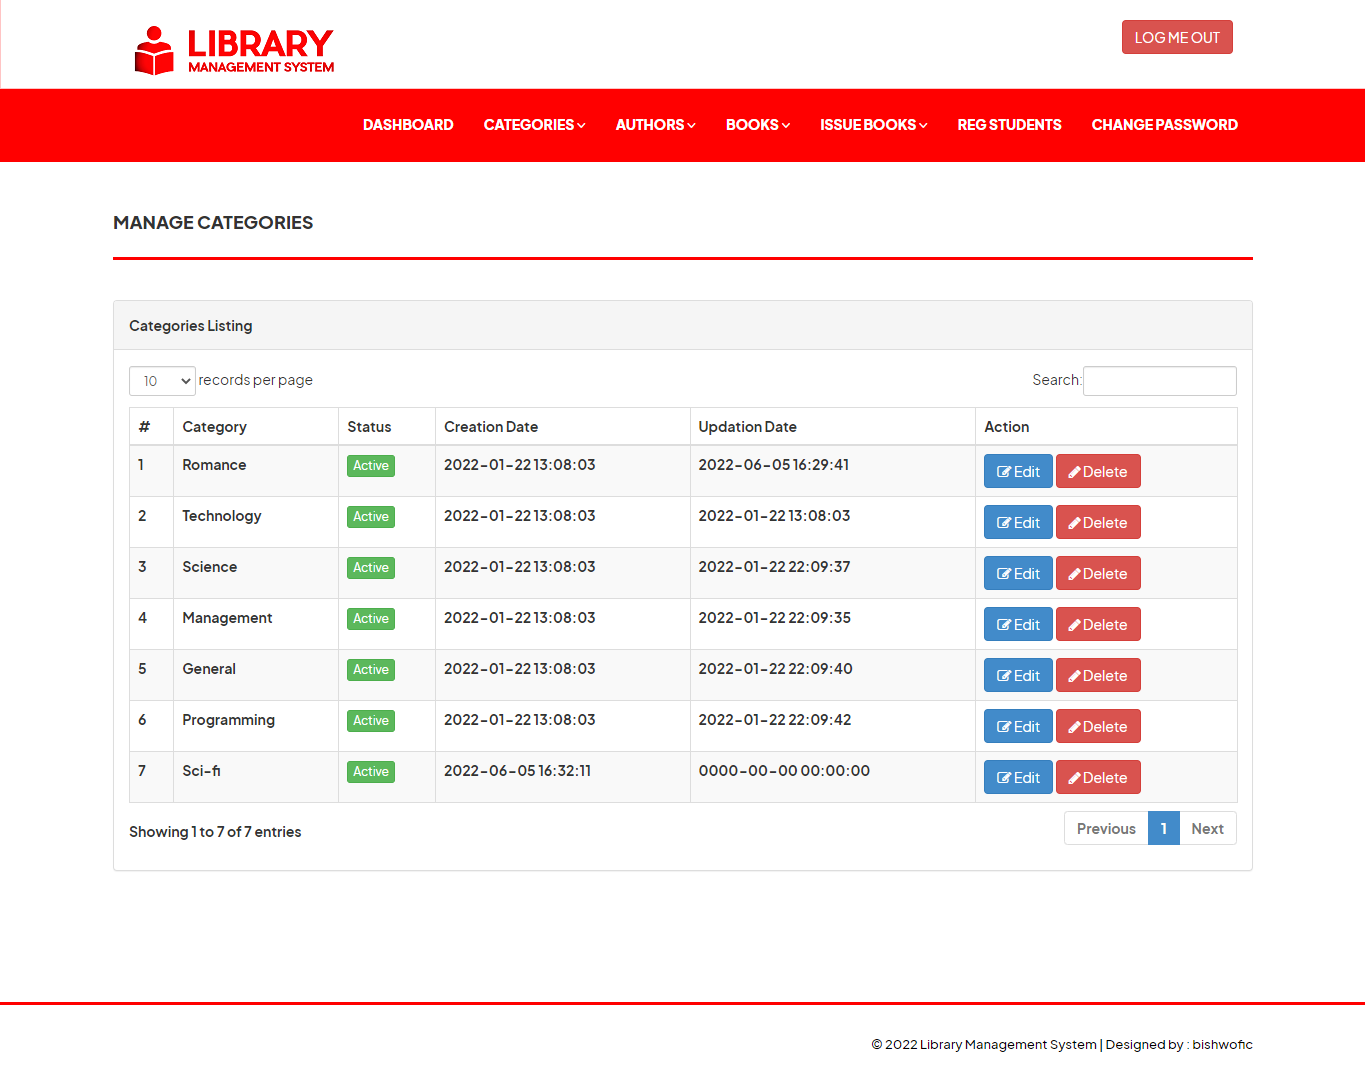 LIBRARY
MANAGEMENT SYSTEM
LOG ME OUT
DASHBOARD CATEGORIES AUTHORS BOOKS ISSUE BOOKS REG STUDENTS CHANGE PASSWORD
MANAGE CATEGORIES
Categories Listing
10 records per page Search:
# Category Status Creation Date Updation Date Action
1 Romance Active 2022-01-22 13:08:03 2022-06-05 16:29:41 Edit Delete
2 Technology Active 2022-01-22 13:08:03 2022-01-22 13:08:03 Edit Delete
3 Science Active 2022-01-22 13:08:03 2022-01-22 22:09:37 Edit Delete
4 Management Active 2022-01-22 13:08:03 2022-01-22 22:09:35 Edit Delete
5 General Active 2022-01-22 13:08:03 2022-01-22 22:09:40 Edit Delete
6 Programming Active 2022-01-22 13:08:03 2022-01-22 22:09:42 Edit Delete
7 Sci-fi Active 2022-06-05 16:32:11 0000-00-00 00:00:00 Edit Delete
Showing 1 to 7 of 7 entries Previous 1 Next
© 2022 Library Management System | Designed by : bishwofic